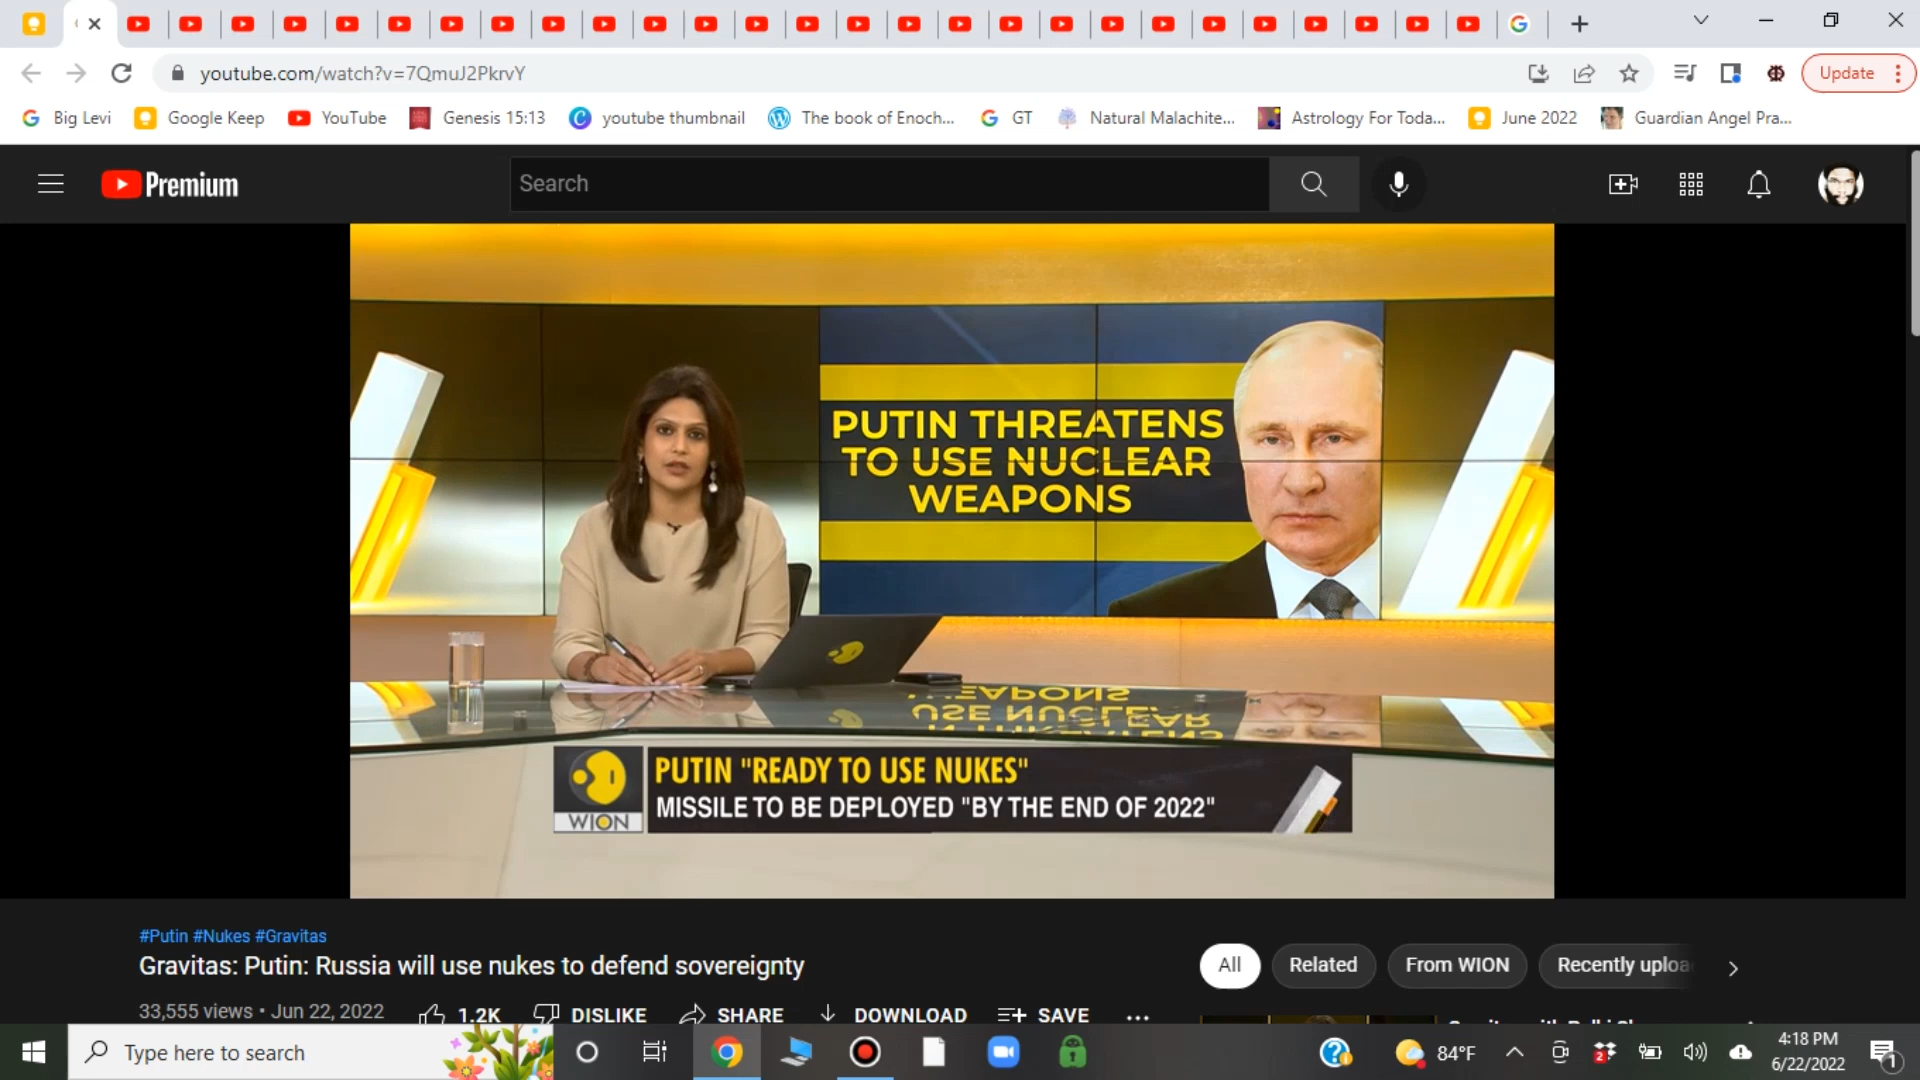 youtube.com/watch?v=7QmuJ2PkrvY
Update
Big Levi
Google Keep
YouTube
Genesis 15:13
youtube thumbnail
The book of Enoch...
GT
Natural Malachite...
Astrology For Toda...
June 2022
Guardian Angel Pra...
Premium
Search
PUTIN THREATENS
TO USE NUCLEAR
WEAPONS
WION
PUTIN "READY TO USE NUKES"
MISSILE TO BE DEPLOYED "BY THE END OF 2022"
#Putin #Nukes #Gravitas
Gravitas: Putin: Russia will use nukes to defend sovereignty
33,555 views • Jun 22, 2022
1.2K
DISLIKE
SHARE
DOWNLOAD
SAVE
All
Related
From WION
Recently uploa
Type here to search
84°F
4:18 PM
6/22/2022
2
1